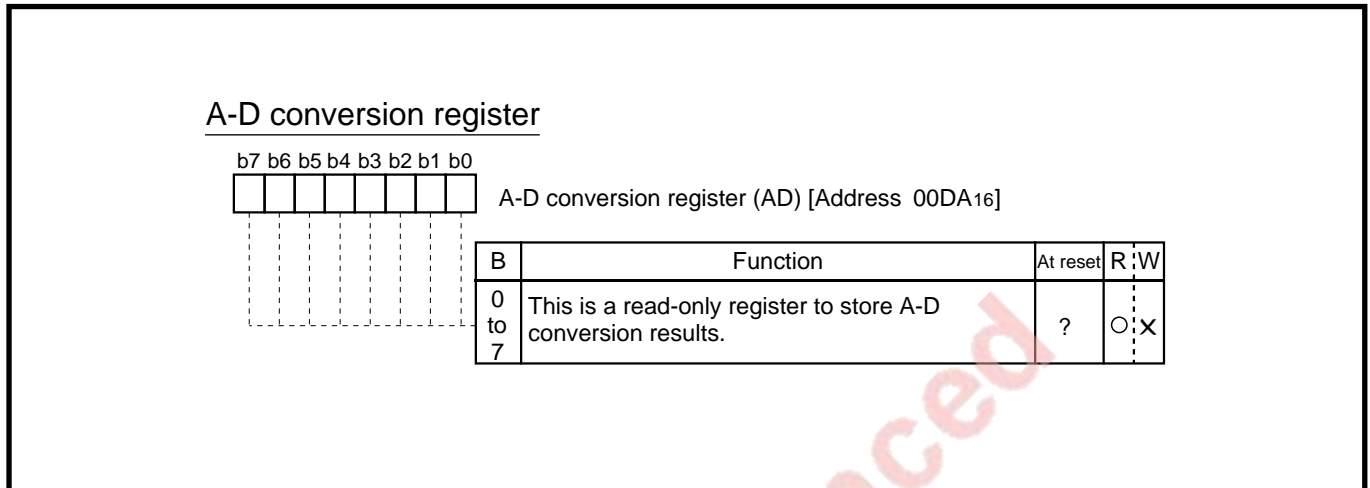 A-D conversion register
b7 b6 b5 b4 b3 b2 b1 b0
A-D conversion register (AD) [Address 00DA16]
B Function At reset R W
0 to 7 This is a read-only register to store A-D conversion results. ? ○ ×